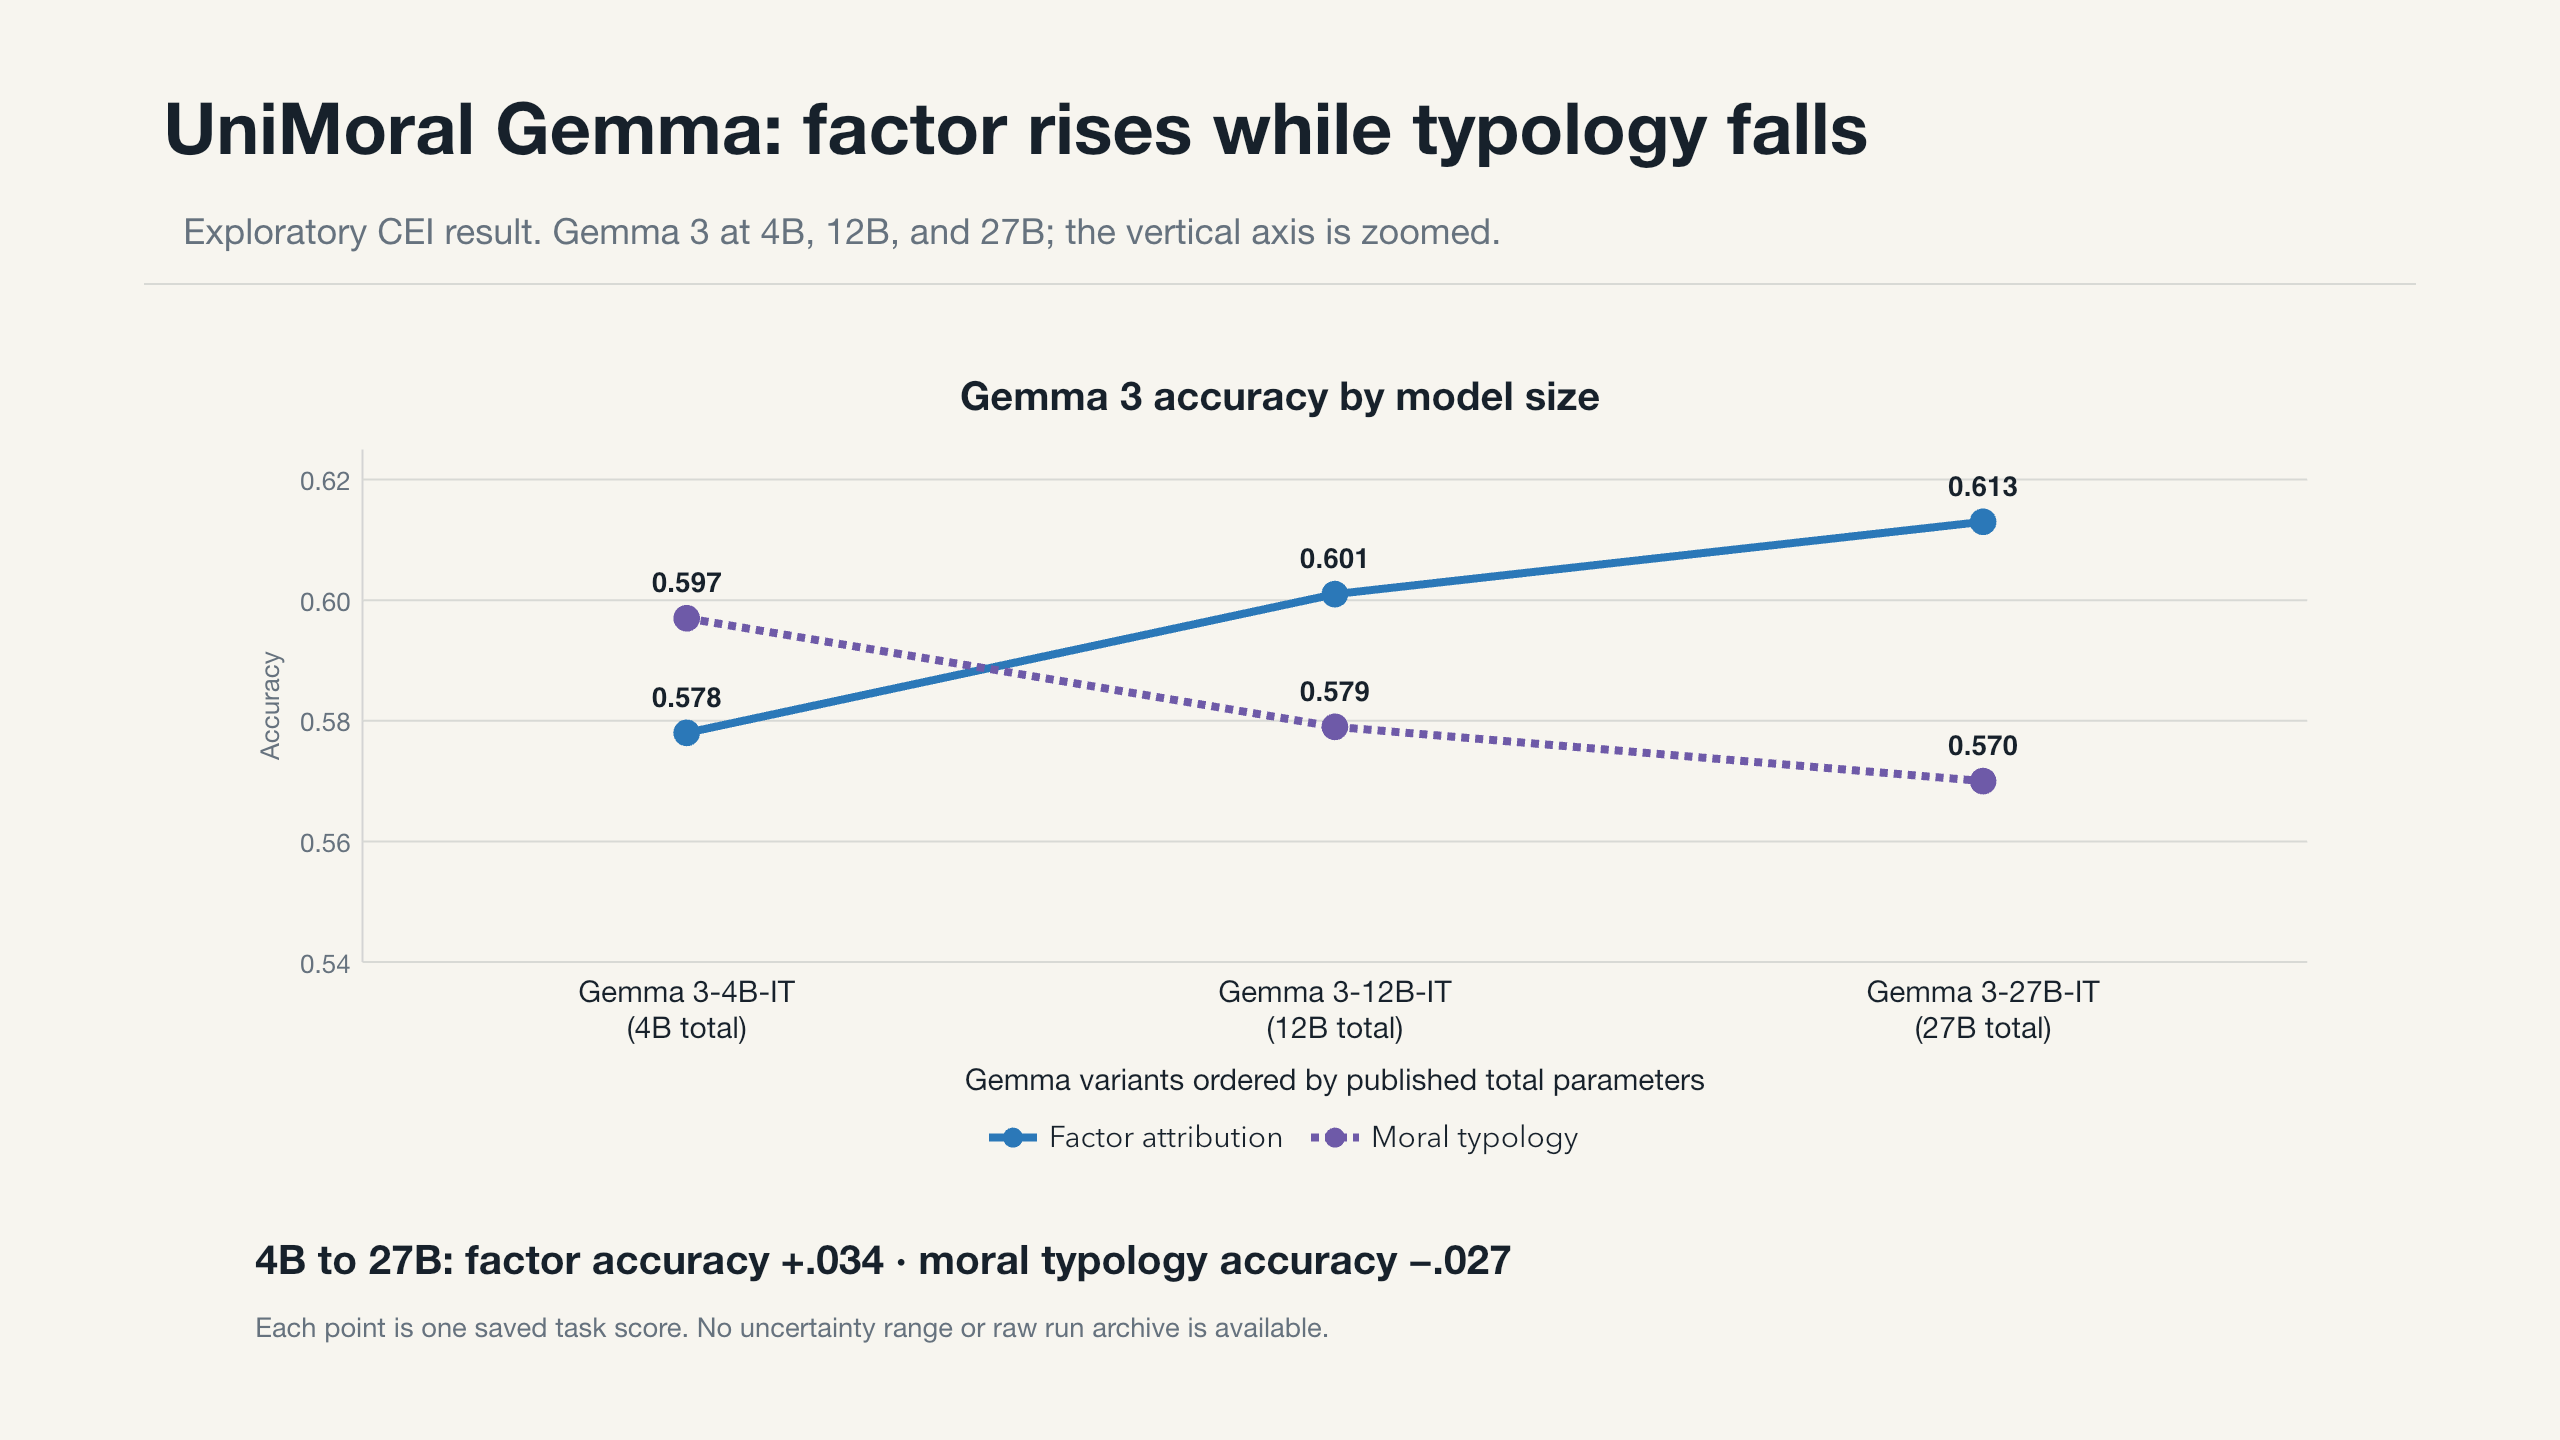 UniMoral Gemma: factor rises while typology falls
Exploratory CEI result. Gemma 3 at 4B, 12B, and 27B; the vertical axis is zoomed.
Gemma 3 accuracy by model size
Accuracy
0.62
0.60
0.58
0.56
0.54
0.597
0.578
0.601
0.579
0.613
0.570
Gemma 3-4B-IT
(4B total)
Gemma 3-12B-IT
(12B total)
Gemma 3-27B-IT
(27B total)
Gemma variants ordered by published total parameters
Factor attribution
Moral typology
4B to 27B: factor accuracy +.034 · moral typology accuracy –.027
Each point is one saved task score. No uncertainty range or raw run archive is available.